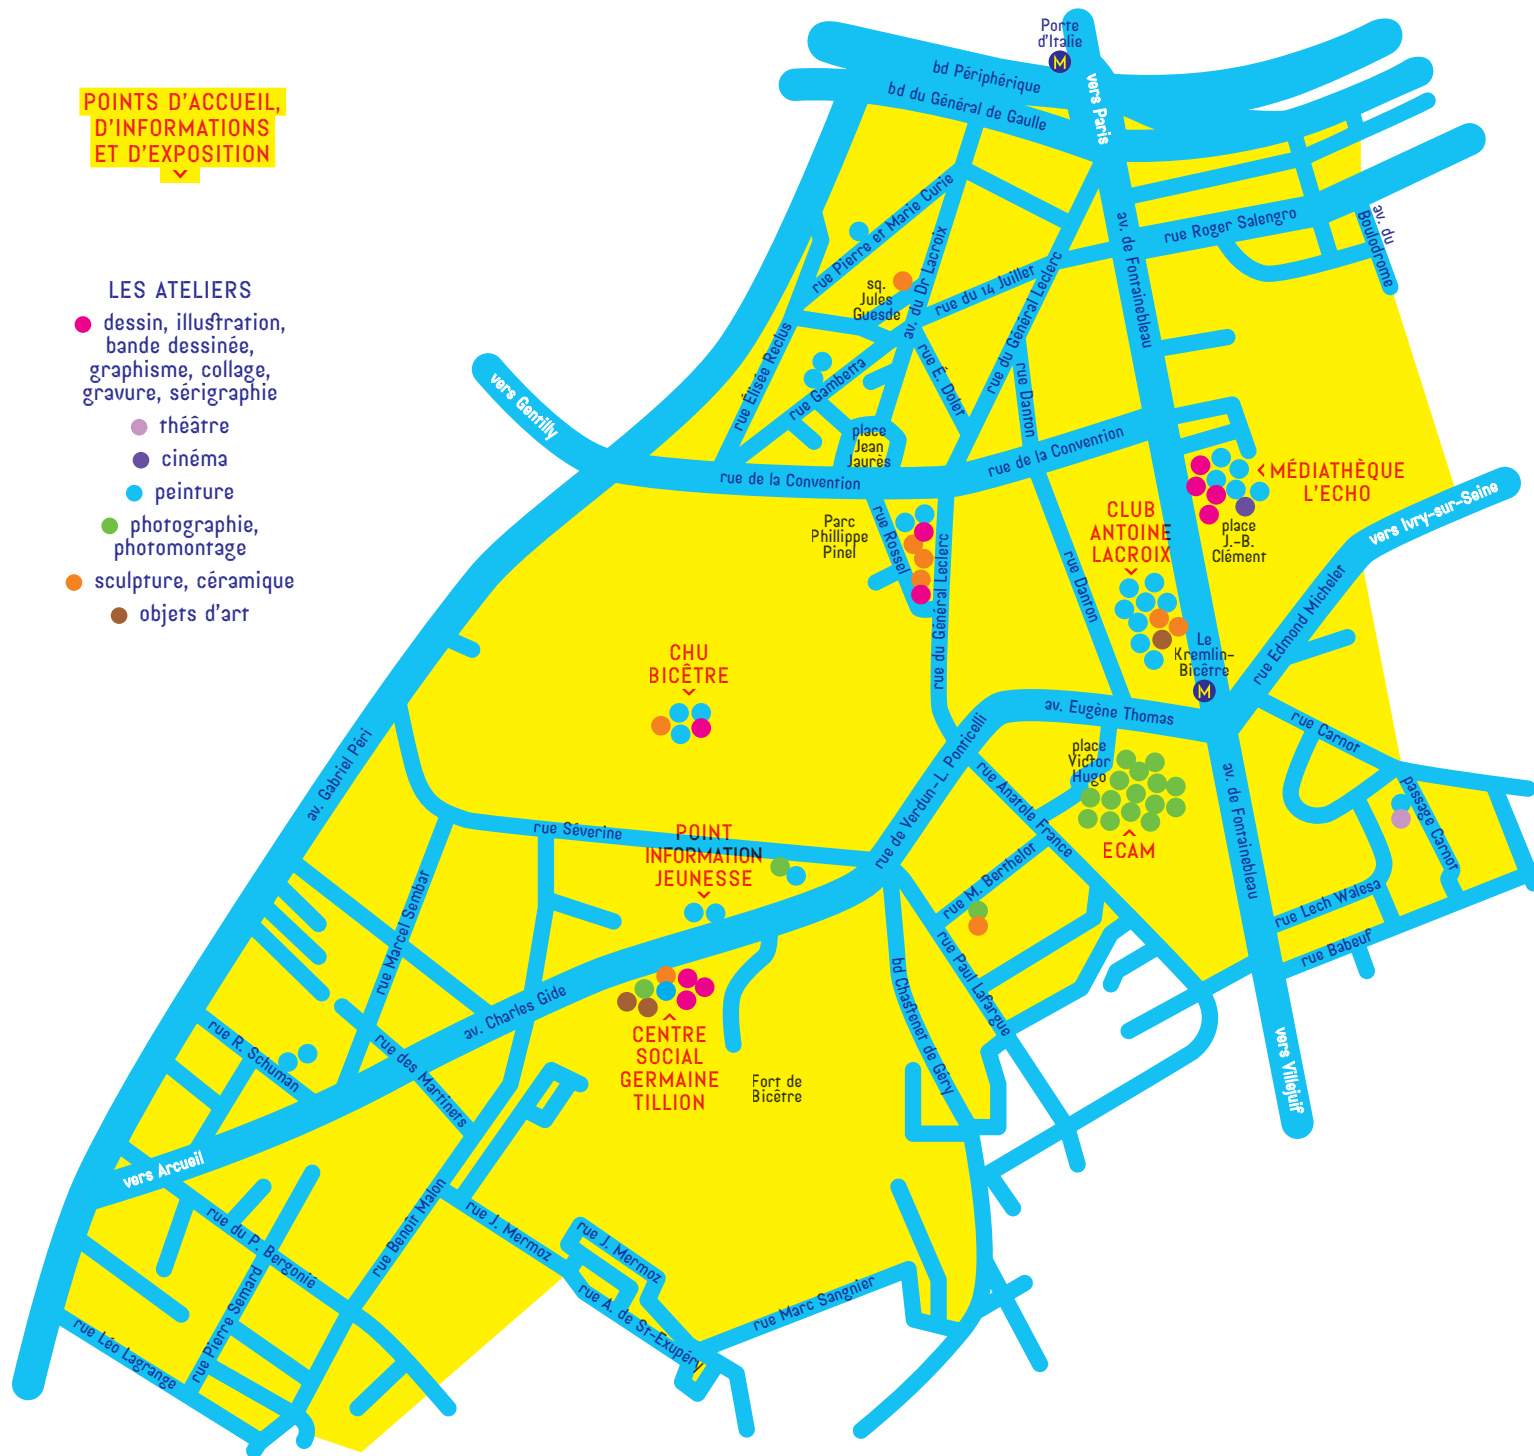 POINTS D'ACCUEIL,
D'INFORMATIONS
ET D'EXPOSITION
LES ATELIERS
dessin, illustration,
bande dessinée,
graphisme, collage,
gravure, sérigraphie
théâtre
cinéma
peinture
photographie,
photomontage
sculpture, céramique
objets d'art
Porte
d'Italie
M
bd Périphérique
bd du Général de Gaulle
vers Paris
rue Pierre et Marie Curie
av. du Dr Lacroix
sq.
Jules
Guesde
rue du 14 Juillet
rue du Général Leclerc
av. de Fontainebleau
rue Roger Salengro
av. du
Boulodrome
vers Gentilly
rue Élisée Reclus
rue Gambetta
rue É. Dolet
rue Danton
place
Jean
Jaurès
rue de la Convention
rue de la Convention
MÉDIATHÈQUE
L'ECHO
place
J.-B.
Clément
vers Ivry-sur-Seine
CLUB
ANTOINE
LACROIX
Parc
Phillippe
Pinel
rue Rossel
rue du Général Leclerc
rue Danton
rue Edmond Michelet
Le
Kremlin-
Bicêtre
M
CHU
BICÊTRE
av. Eugène Thomas
rue Carnot
place
Victor
Hugo
av. Gabriel Péri
rue de Verdun-L. Ponticelli
rue Anatole France
av. de Fontainebleau
passage Carnot
rue Séverine
POINT
INFORMATION
JEUNESSE
ECAM
rue M. Berthelot
rue Marcel Sembat
rue Lech Walesa
rue Babeuf
rue Paul Lafargue
bd Chastenet de Géry
av. Charles Gide
CENTRE
SOCIAL
GERMAINE
TILLION
Fort de
Bicêtre
rue R. Schuman
rue des Martinets
vers Villejuif
vers Arcueil
rue Benoît Malon
rue du P. Bergonié
rue J. Mermoz
rue J. Mermoz
rue A. de St-Exupéry
rue Marc Sangnier
rue Pierre Semard
rue Léo Lagrange